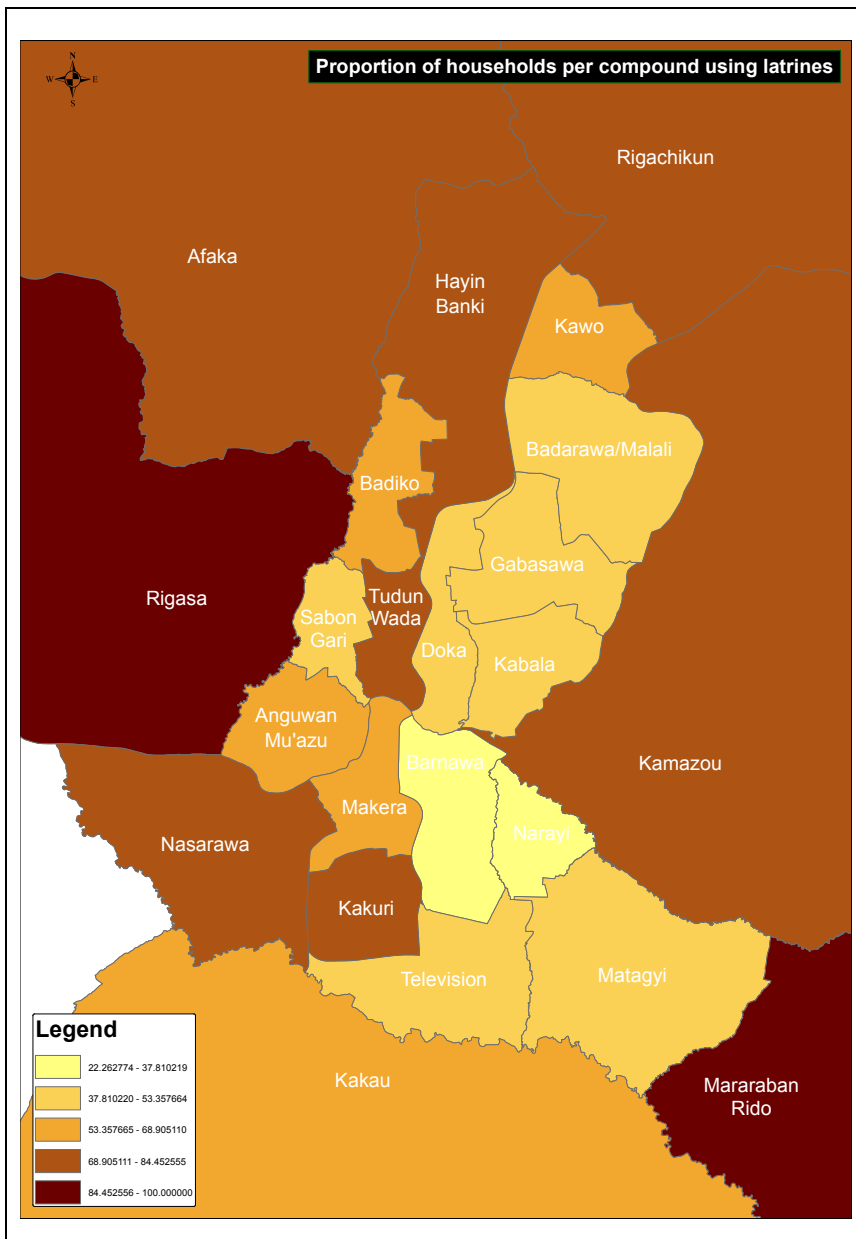 Proportion of households per compound using latrines
N
W
E
S
Rigachikun
Afaka
Hayin
Banki
Kawo
Badarawa/Malali
Badiko
Gabasawa
Rigasa
Tudun
Wada
Sabon
Gari
Doka
Kabala
Anguwan
Mu'azu
Barnawa
Kamazou
Makera
Narayi
Nasarawa
Kakuri
Television
Matagyi
Kakau
Mararaban
Rido
Legend
22.262774 - 37.810219
37.810220 - 53.357664
53.357665 - 68.905110
68.905111 - 84.452555
84.452556 - 100.000000